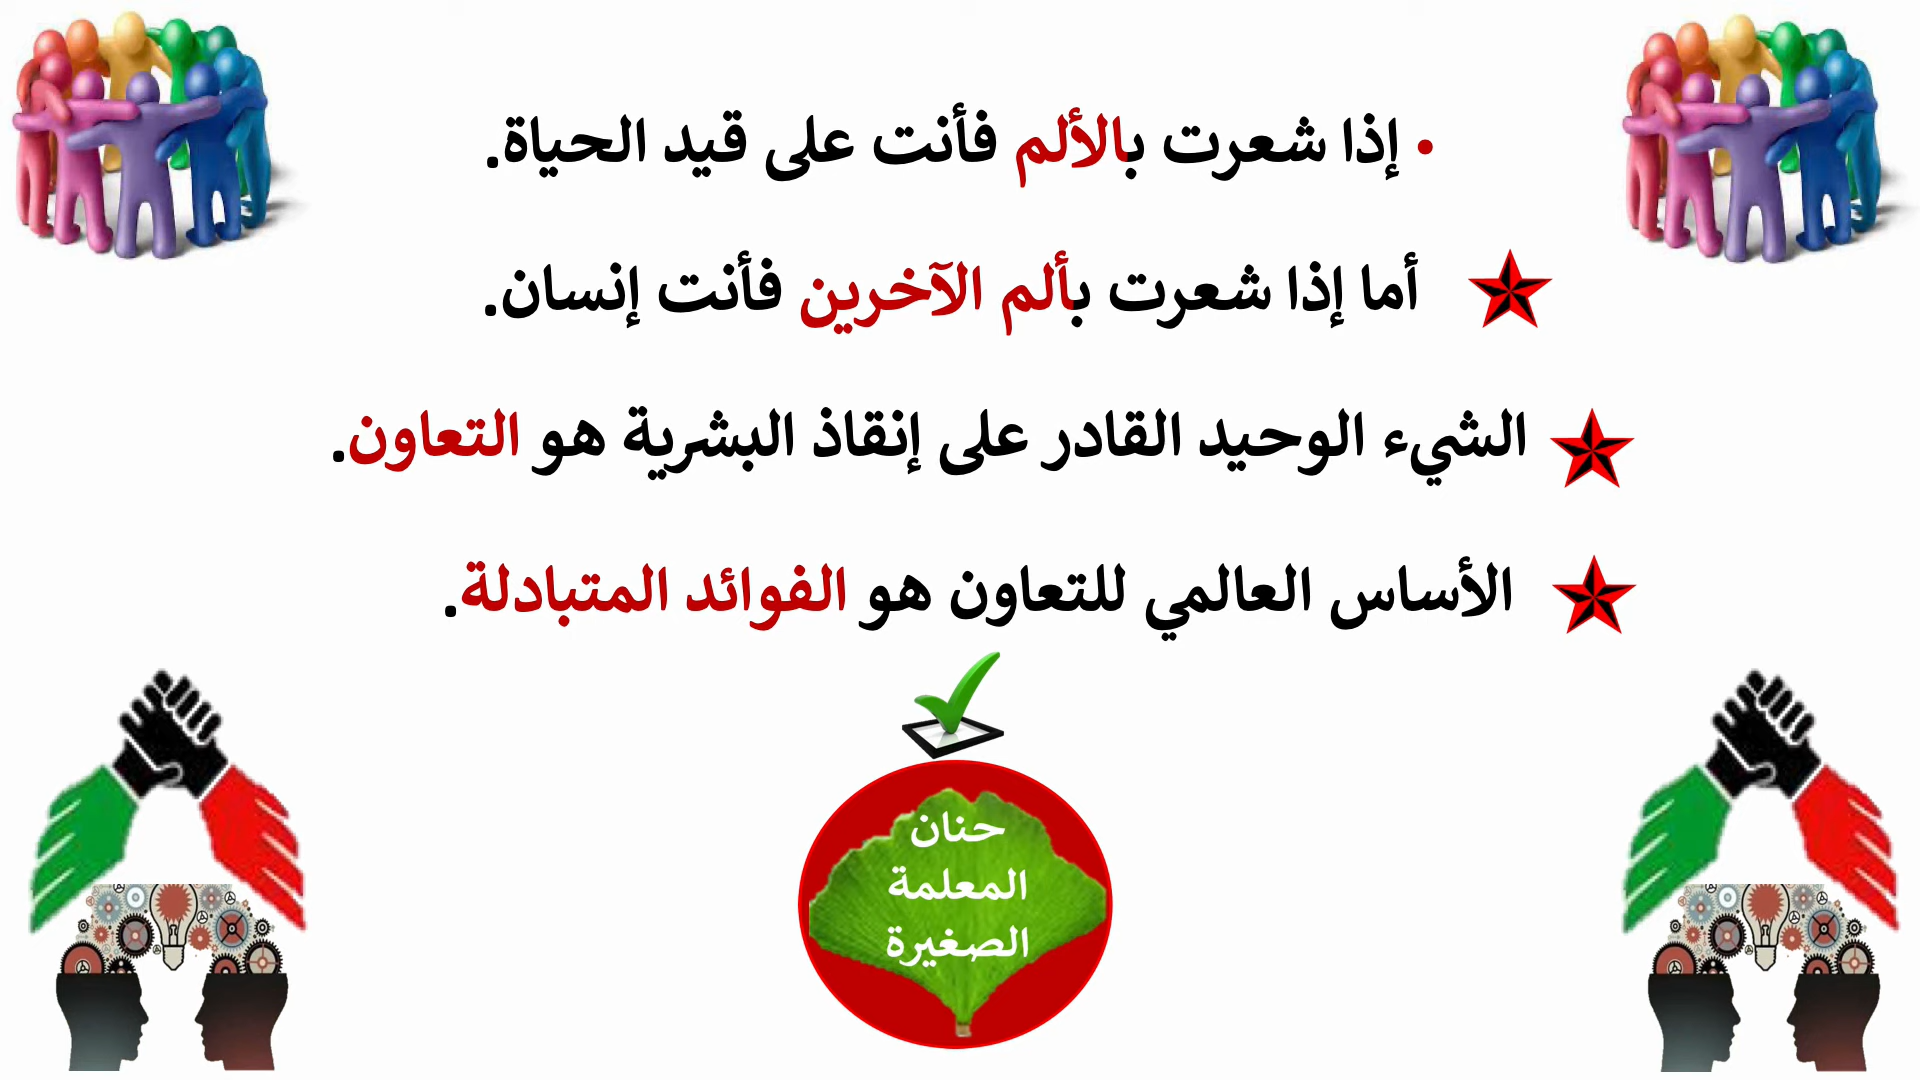 • إذا شعرت بالألم فأنت على قيد الحياة.
أما إذا شعرت بألم الآخرين فأنت إنسان.
الشيء الوحيد القادر على إنقاذ البشرية هو التعاون.
الأساس العالمي للتعاون هو الفوائد المتبادلة.
حنان
المعلمة
الصغيرة